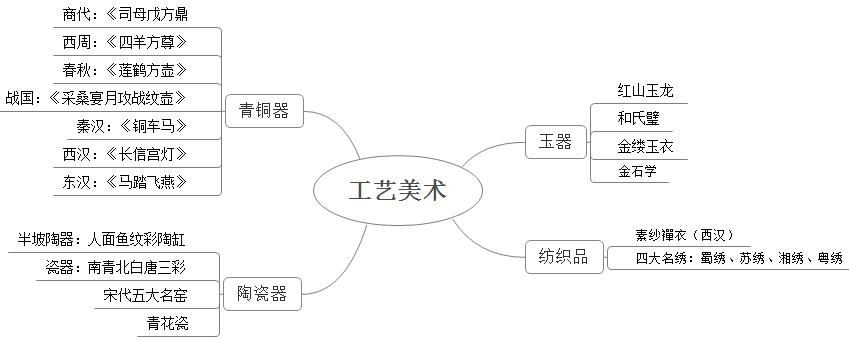 工艺美术
青铜器
商代：《司母戊方鼎
西周：《四羊方尊》
春秋：《莲鹤方壶》
战国：《采桑宴月攻战纹壶》
秦汉：《铜车马》
西汉：《长信宫灯》
东汉：《马踏飞燕》
陶瓷器
半坡陶器：人面鱼纹彩陶缸
瓷器：南青北白唐三彩
宋代五大名窑
青花瓷
玉器
红山玉龙
和氏璧
金缕玉衣
金石学
纺织品
素纱襌衣（西汉）
四大名绣：蜀绣、苏绣、湘绣、粤绣